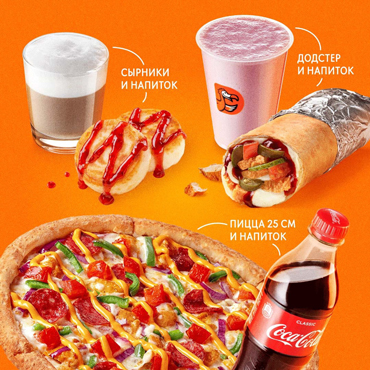 СЫРНИКИ
И НАПИТОК
ДОДСТЕР
И НАПИТОК
ПИЦЦА 25 СМ
И НАПИТОК
CLASSIC
Coca-Cola